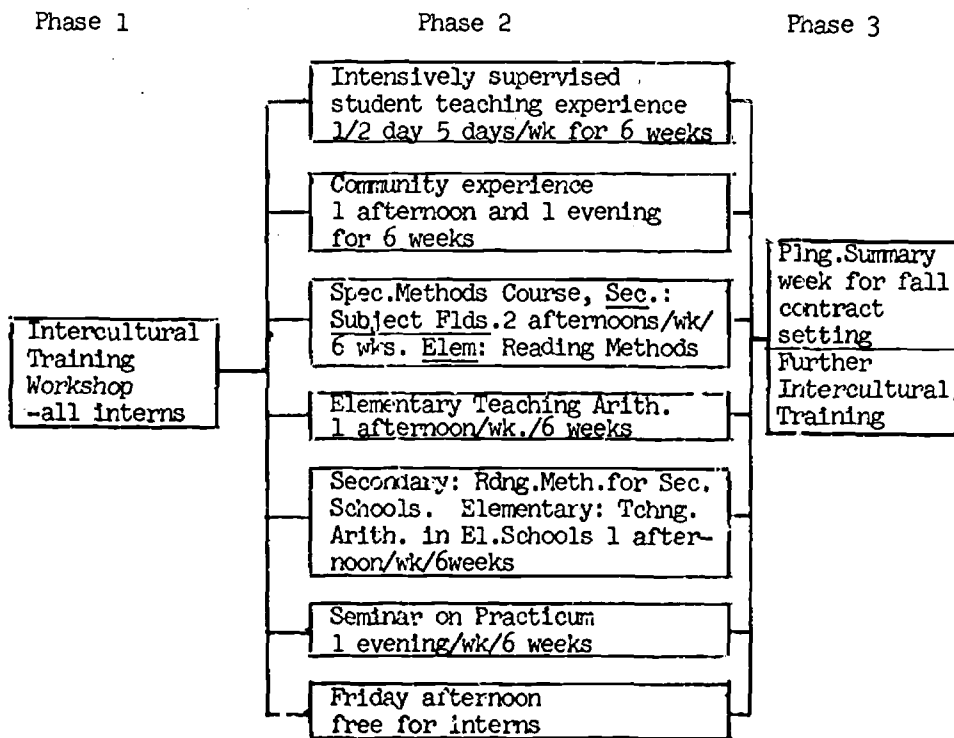 Phase 1
Phase 2
Phase 3
Intensively supervised
student teaching experience
1/2 day 5 days/wk for 6 weeks
Community experience
1 afternoon and 1 evening
for 6 weeks
Spec.Methods Course, Sec.:
Subject Flds.2 afternoons/wk/
6 wks. Elem: Reading Methods
Intercultural
Training
Workshop
-all interns
Elementary Teaching Arith.
1 afternoon/wk./6 weeks
Secondary: Rdng.Meth.for Sec.
Schools. Elementary: Tchng.
Arith. in El.Schools 1 after-
noon/wk/6weeks
Seminar on Practicum
1 evening/wk/6 weeks
Friday afternoon
free for interns
Plng.Summary
week for fall
contract
setting
Further
Intercultural
Training